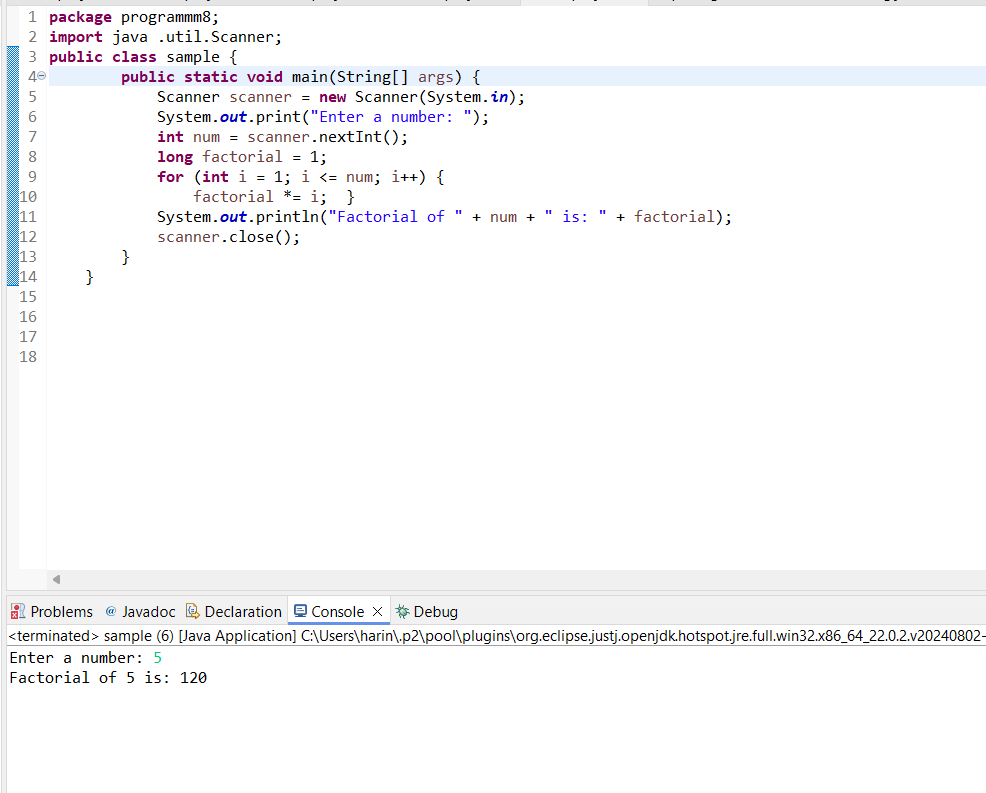 1 package programmm8;
2 import java .util.Scanner;
3 public class sample {
4 public static void main(String[] args) {
5 Scanner scanner = new Scanner(System.in);
6 System.out.print("Enter a number: ");
7 int num = scanner.nextInt();
8 long factorial = 1;
9 for (int i = 1; i <= num; i++) {
10 factorial *= i;  }
11 System.out.println("Factorial of " + num + " is: " + factorial);
12 scanner.close();
13 }
14 }
15
16
17
18
Problems @ Javadoc Declaration Console Debug
<terminated> sample (6) [Java Application] C:\Users\harin\.p2\pool\plugins\org.eclipse.justj.openjdk.hotspot.jre.full.win32.x86_64_22.0.2.v20240802-
Enter a number: 5
Factorial of 5 is: 120